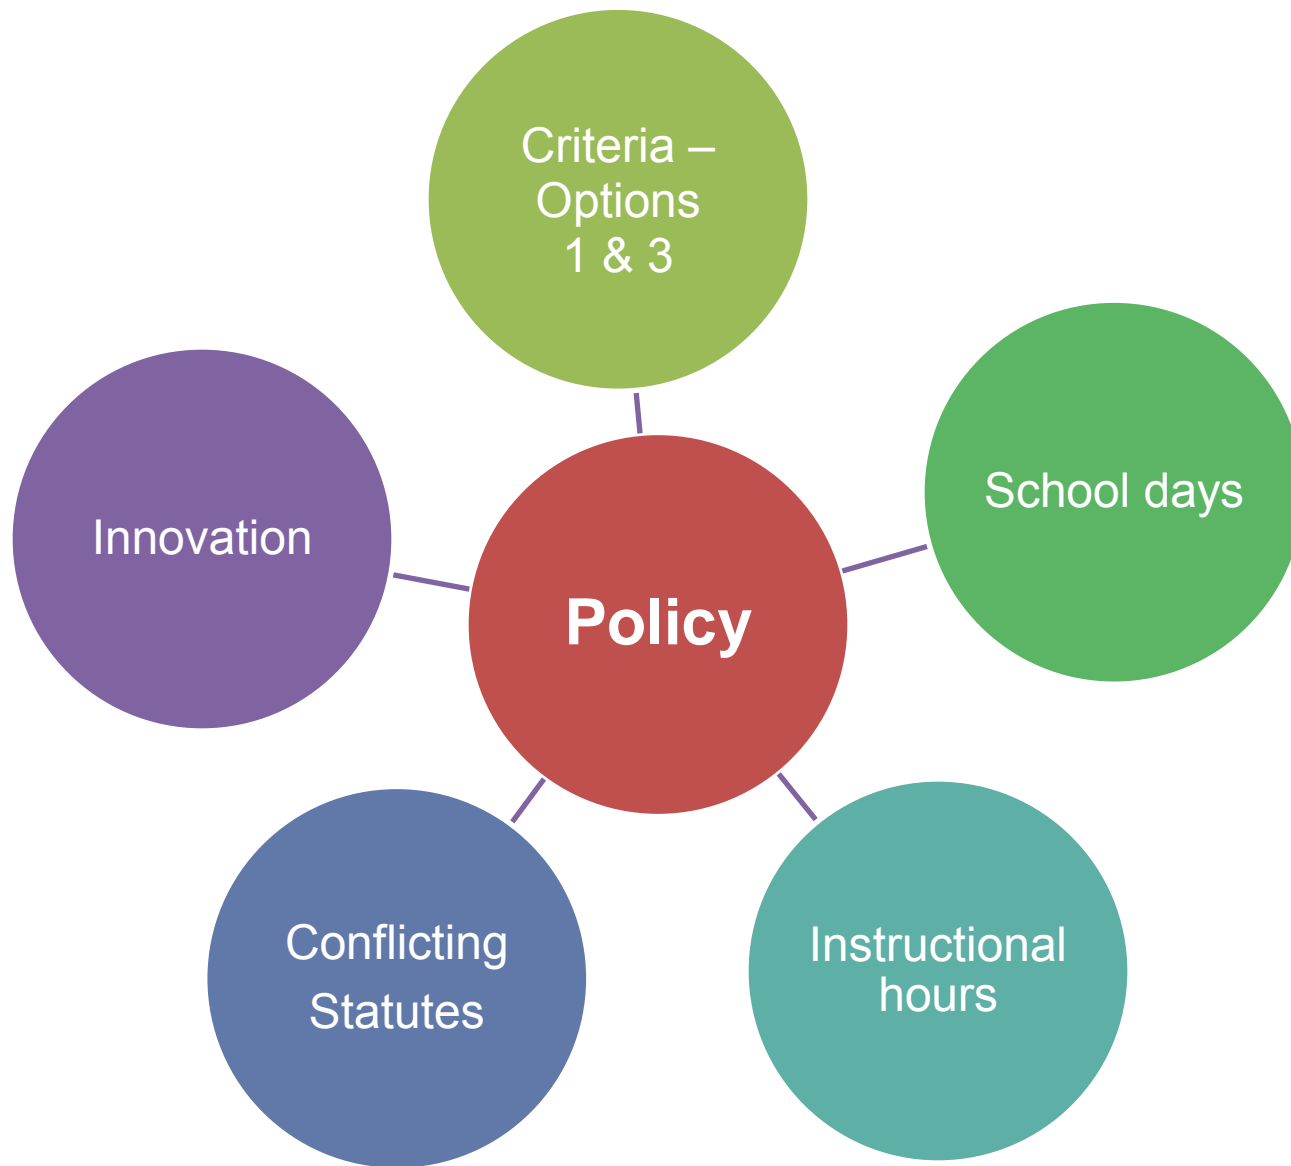 Criteria –
Options
1 & 3
School days
Innovation
Policy
Conflicting
Statutes
Instructional
hours